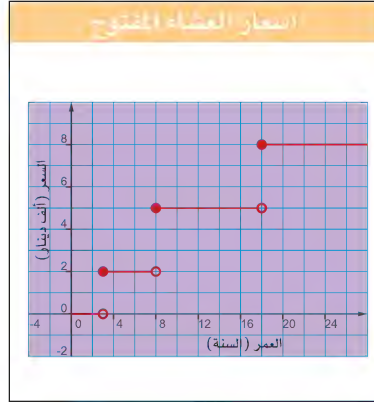 اسعار العشاء المفتوح
السعر (ألف دينار)
8
6
4
2
0
-2
-4 0 4 8 12 16 20 24
العمر (السنة)